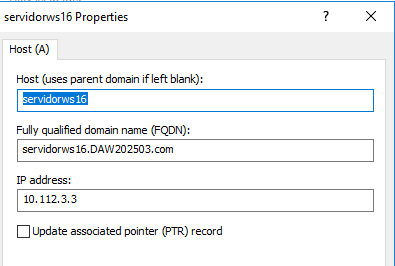 servidorws16 Properties
?
Host (A)
Host (uses parent domain if left blank):
servidorws16
Fully qualified domain name (FQDN):
servidorws16.DAW202503.com
IP address:
10.112.3.3
Update associated pointer (PTR) record